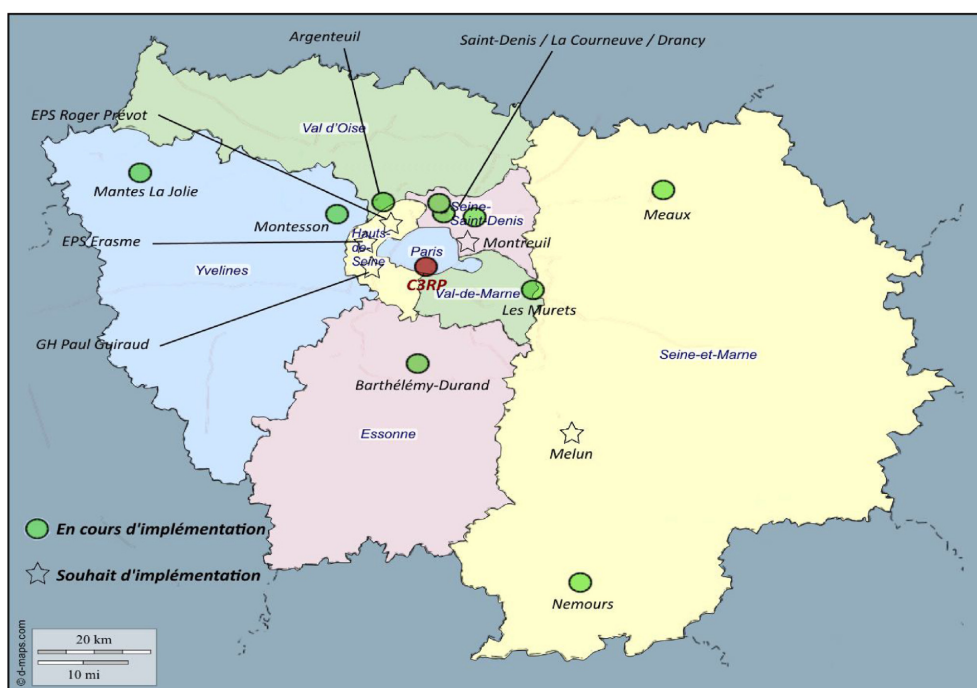 Argenteuil
Saint-Denis / La Courneuve / Drancy
EPS Roger Prévot
Val d'Oise
Mantes La Jolie
Montesson
Seine-
Saint-Denis
Meaux
EPS Erasme
Hauts-
de-
Seine
Paris
Montreuil
Yvelines
C3RP
Val-de-Marne
Les Murets
GH Paul Guiraud
Seine-et-Marne
Barthélémy-Durand
Essonne
Melun
En cours d'implémentation
Souhait d'implémentation
Nemours
20 km
10 mi
© d-maps.com